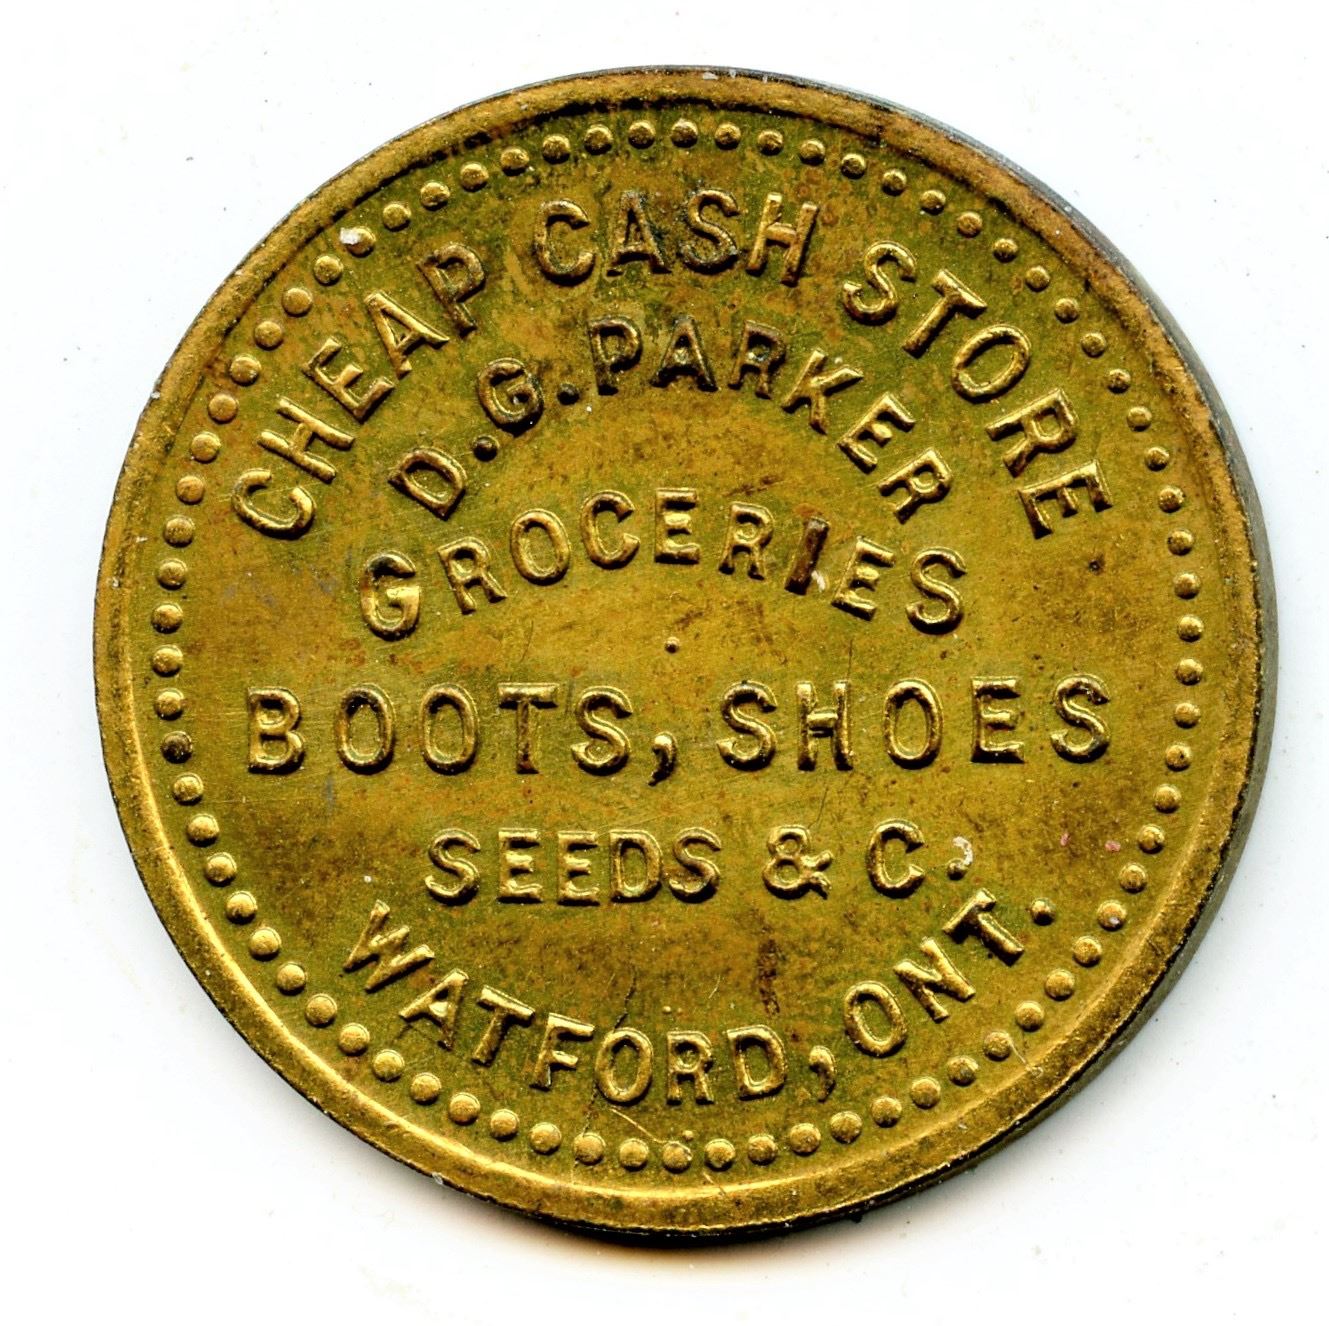 CHEAP CASH STORE
D.G. PARKER
GROCERIES
BOOTS, SHOES
SEEDS & C.
WATFORD, ONT.